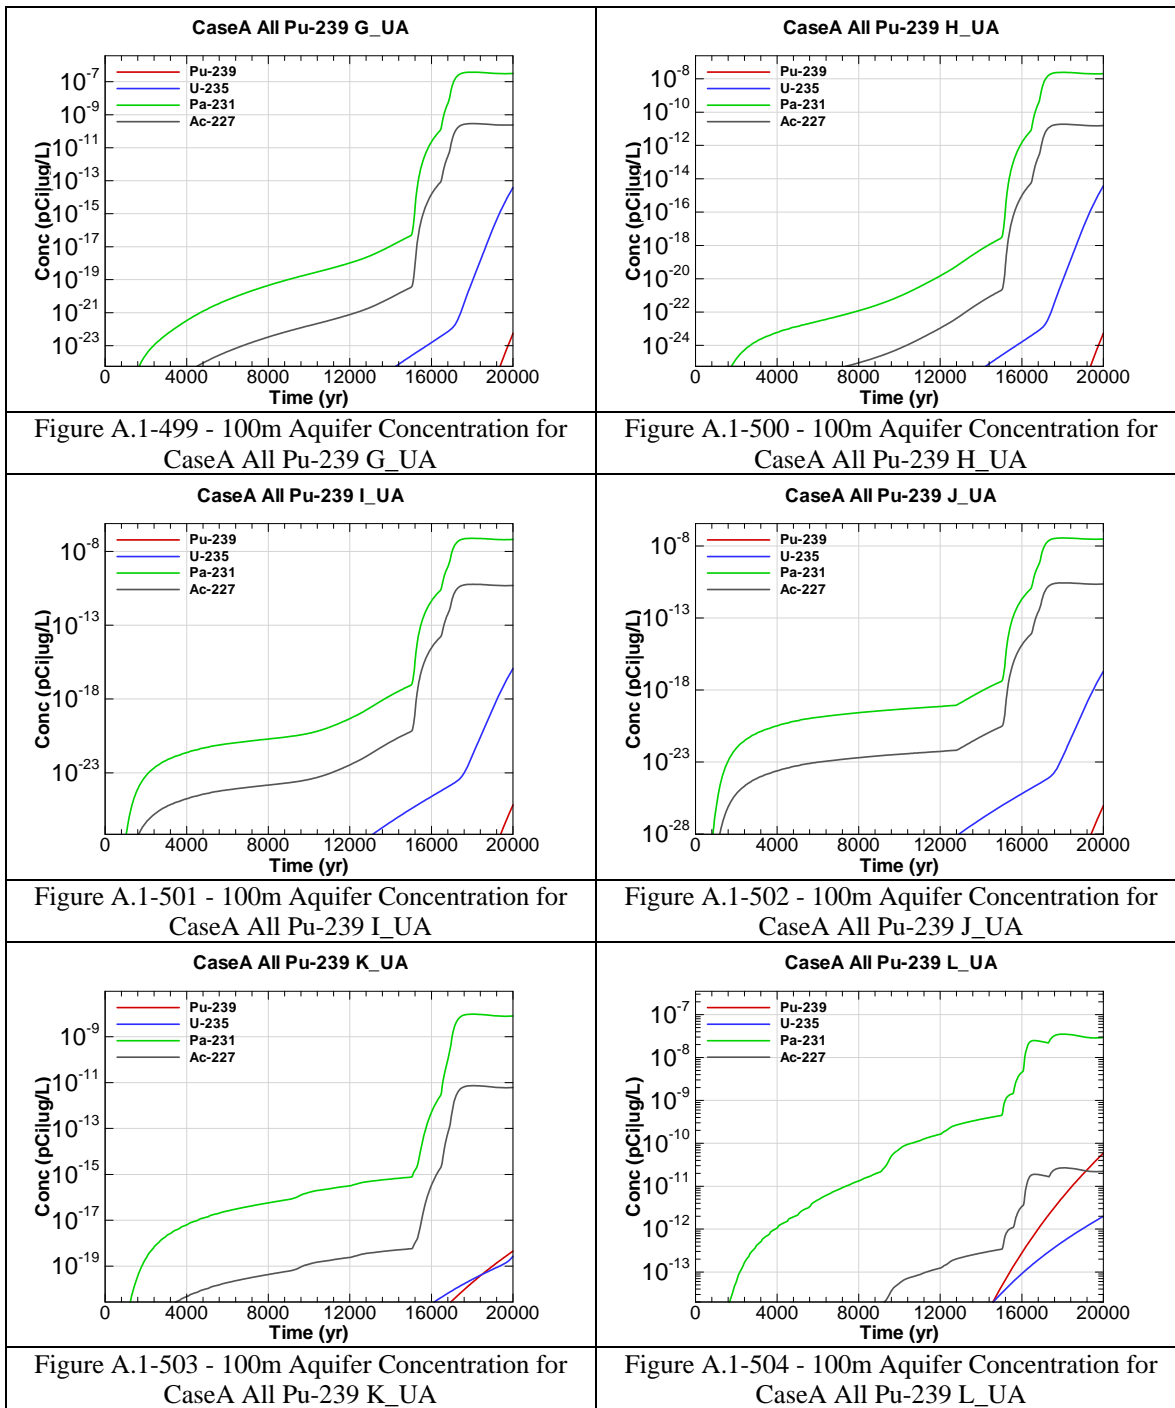 CaseA All Pu-239 G_UA
Conc (pCi|ug/L)
10-7
10-9
10-11
10-13
10-15
10-17
10-19
10-21
10-23
Pu-239
U-235
Pa-231
Ac-227
0 4000 8000 12000 16000 20000
Time (yr)
Figure A.1-499 - 100m Aquifer Concentration for
CaseA All Pu-239 G_UA
CaseA All Pu-239 H_UA
Conc (pCi|ug/L)
10-8
10-10
10-12
10-14
10-16
10-18
10-20
10-22
10-24
Pu-239
U-235
Pa-231
Ac-227
0 4000 8000 12000 16000 20000
Time (yr)
Figure A.1-500 - 100m Aquifer Concentration for
CaseA All Pu-239 H_UA
CaseA All Pu-239 I_UA
Conc (pCi|ug/L)
10-8
10-13
10-18
10-23
Pu-239
U-235
Pa-231
Ac-227
0 4000 8000 12000 16000 20000
Time (yr)
Figure A.1-501 - 100m Aquifer Concentration for
CaseA All Pu-239 I_UA
CaseA All Pu-239 J_UA
Conc (pCi|ug/L)
10-8
10-13
10-18
10-23
10-28
Pu-239
U-235
Pa-231
Ac-227
0 4000 8000 12000 16000 20000
Time (yr)
Figure A.1-502 - 100m Aquifer Concentration for
CaseA All Pu-239 J_UA
CaseA All Pu-239 K_UA
Conc (pCi|ug/L)
10-9
10-11
10-13
10-15
10-17
10-19
Pu-239
U-235
Pa-231
Ac-227
0 4000 8000 12000 16000 20000
Time (yr)
Figure A.1-503 - 100m Aquifer Concentration for
CaseA All Pu-239 K_UA
CaseA All Pu-239 L_UA
Conc (pCi|ug/L)
10-7
10-8
10-9
10-10
10-11
10-12
10-13
Pu-239
U-235
Pa-231
Ac-227
0 4000 8000 12000 16000 20000
Time (yr)
Figure A.1-504 - 100m Aquifer Concentration for
CaseA All Pu-239 L_UA